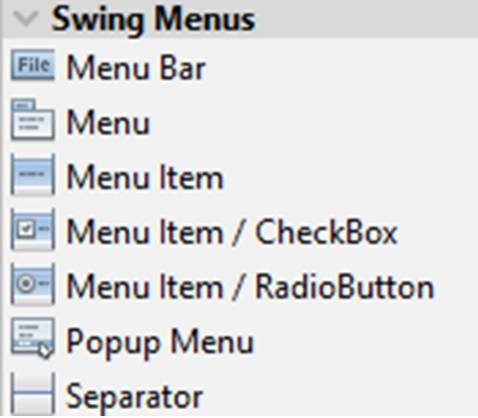 Swing Menus
File Menu Bar
Menu
Menu Item
Menu Item / CheckBox
Menu Item / RadioButton
Popup Menu
Separator